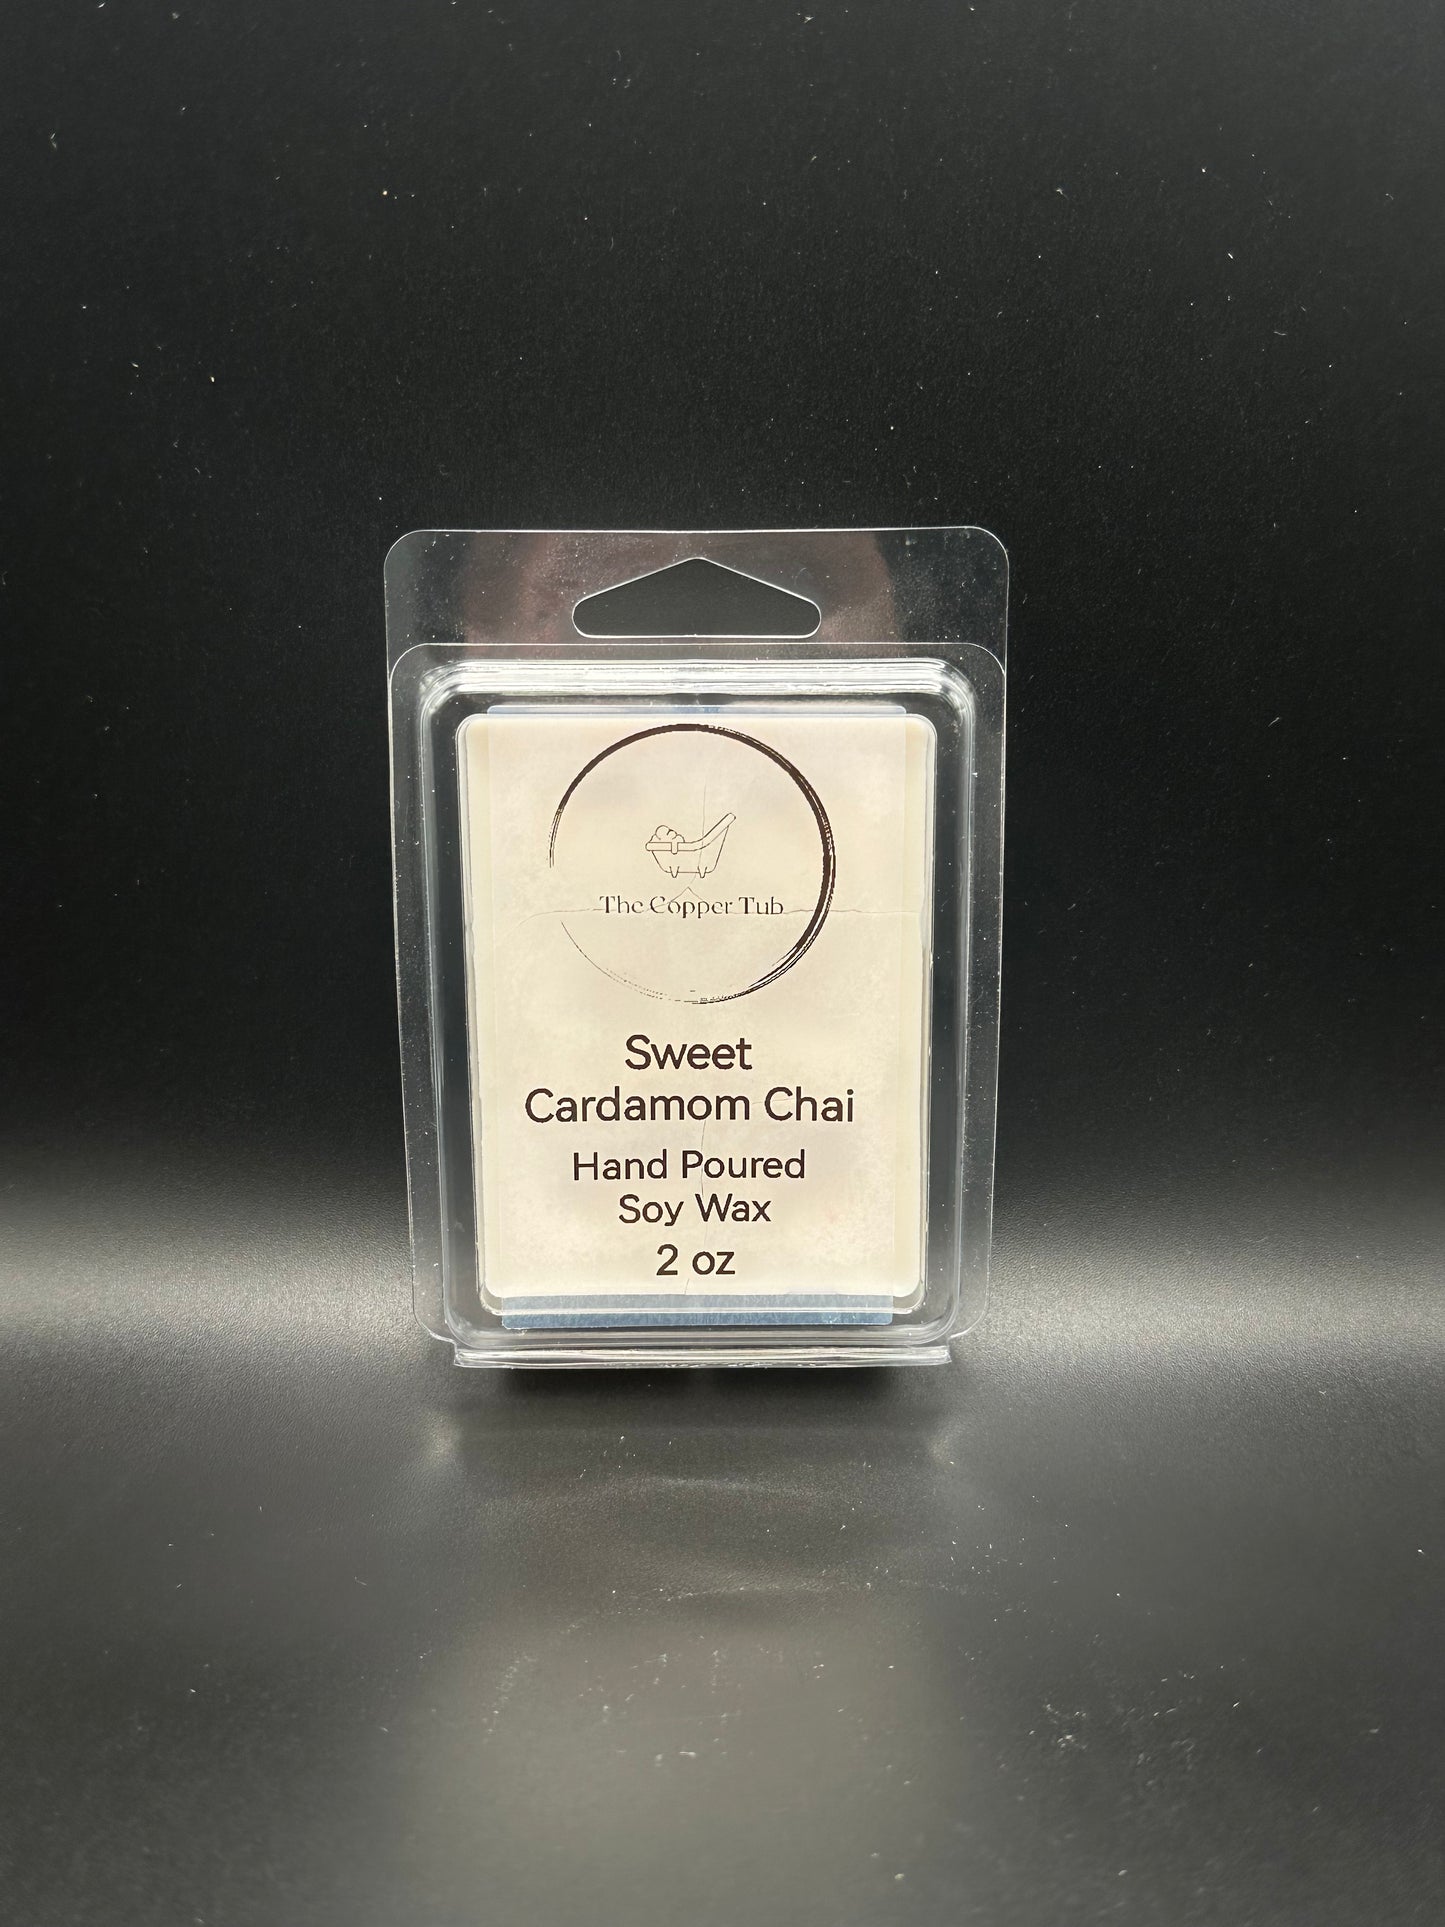 The Copper Tub
Sweet
Cardamom Chai
Hand Poured
Soy Wax
2 oz